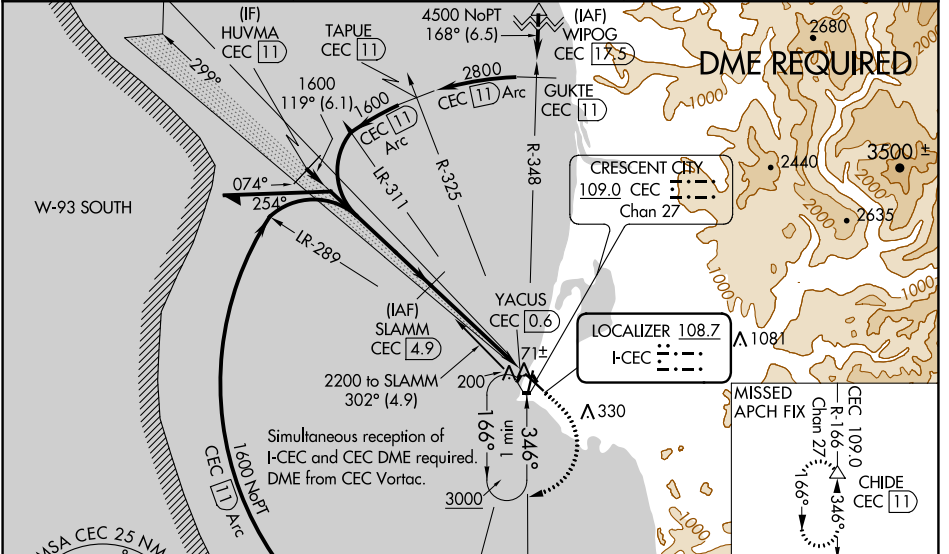 (IF)
HUVMA
CEC 11
TAPUE
CEC 11
4500 NoPT
168° (6.5)
(IAF)
WIPOG
CEC 17.5
2680
DME REQUIRED
299°
1600
119° (6.1)
2800
CEC 11 Arc
1600
CEC 11
Arc
GUKTE
CEC 11
1000
1000
2000
3500 ±
2440
2635
2000
1000
1000
R-348
R-325
LR-311
074°
254°
LR-289
W-93 SOUTH
CRESCENT CITY
109.0 CEC
Chan 27
YACUS
CEC 0.6
(IAF)
SLAMM
CEC 4.9
LOCALIZER 108.7
I-CEC
1081
71±
200
330
2200 to SLAMM
302° (4.9)
166°
1 min
346°
3000
Simultaneous reception of
I-CEC and CEC DME required.
DME from CEC Vortac.
1600 NoPT
CEC 11 Arc
MISSED
APCH FIX
CEC 109.0
Chan 27
R-166
CHIDE
CEC 11
166°
346°
MSA CEC 25 NM